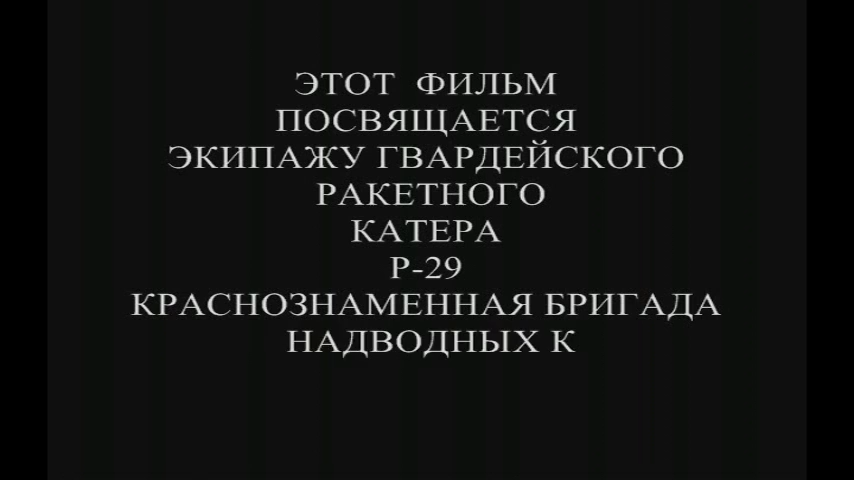 ЭТОТ ФИЛЬМ
ПОСВЯЩАЕТСЯ
ЭКИПАЖУ ГВАРДЕЙСКОГО
РАКЕТНОГО
КАТЕРА
Р-29
КРАСНОЗНАМЕННАЯ БРИГАДА
НАДВОДНЫХ К